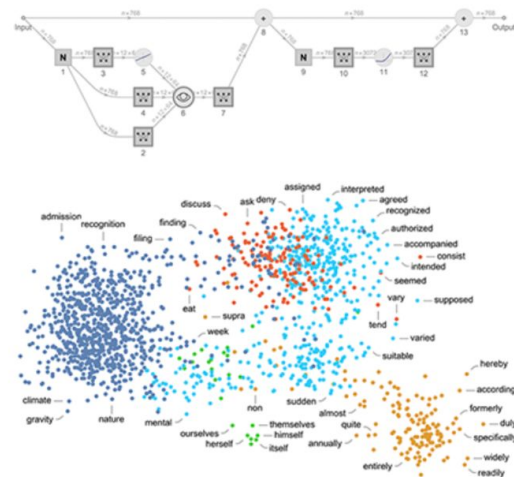 n×768
8
13
Input
Output
n×768
N
1
3
5
4
6
7
2
n×768
N
9
10
11
12
assigned
interpreted
discuss
ask
deny
agreed
admission
recognized
recognition
finding
authorized
filing
accompanied
consist
intended
seemed
eat
vary
supposed
supra
tend
week
varied
suitable
hereby
climate
sudden
according
non
almost
formerly
gravity
nature
mental
themselves
quite
duly
ourselves
himself
specifically
herself
annually
itself
widely
entirely
readily